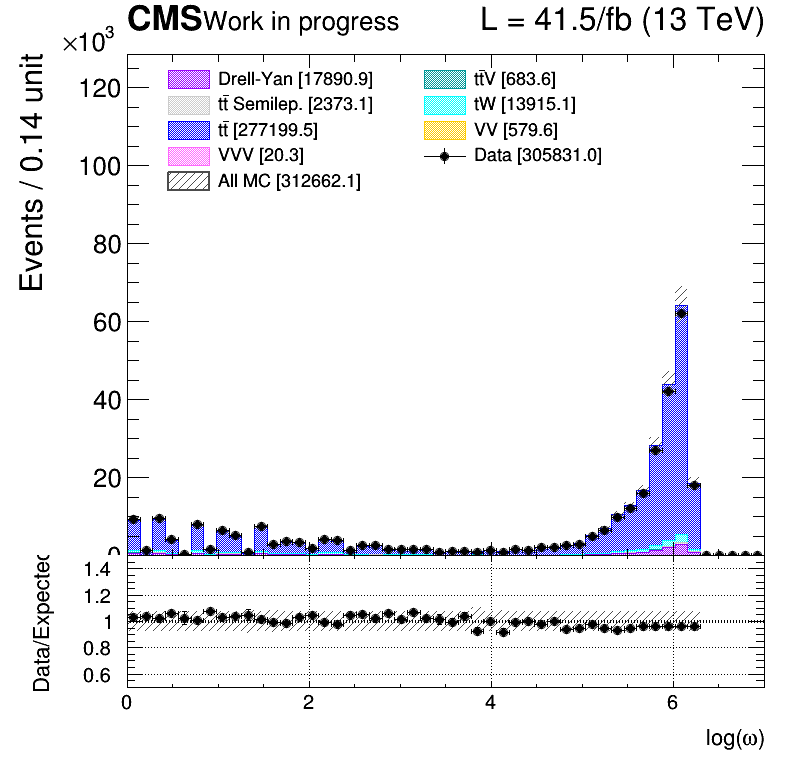 CMS Work in progress L = 41.5/fb (13 TeV)
×10³
Events / 0.14 unit
Drell-Yan [17890.9]
tt̄ Semilep. [2373.1]
tt̄ [277199.5]
VVV [20.3]
All MC [312662.1]
tt̄V [683.6]
tW [13915.1]
VV [579.6]
Data [305831.0]
120
100
80
60
40
20
0
Data/Expected
1.4
1.2
1
0.8
0.6
0 2 4 6
log(ω)